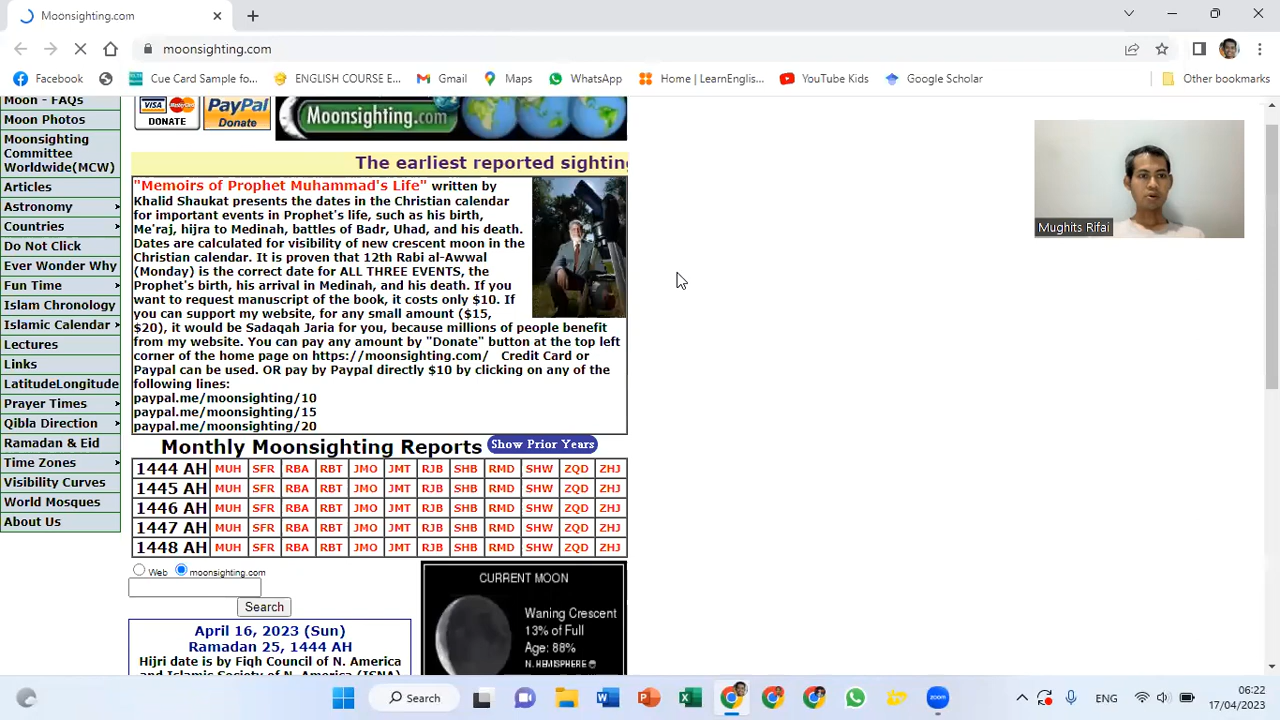 Moonsighting.com
moonsighting.com
Facebook
Cue Card Sample fo...
ENGLISH COURSE E...
Gmail
Maps
WhatsApp
Home | LearnEnglis...
YouTube Kids
Google Scholar
Other bookmarks
Moon - FAQs
Moon Photos
Moonsighting
Committee
Worldwide(MCW)
Articles
Astronomy
Countries
Do Not Click
Ever Wonder Why
Fun Time
Islam Chronology
Islamic Calendar
Lectures
Links
LatitudeLongitude
Prayer Times
Qibla Direction
Ramadan & Eid
Time Zones
Visibility Curves
World Mosques
About Us
VISA MasterCard
DONATE
PayPal
Donate
Moonsighting.com
The earliest reported sighting
"Memoirs of Prophet Muhammad's Life" written by
Khalid Shaukat presents the dates in the Christian calendar
for important events in Prophet's life, such as his birth,
Me'raj, hijra to Medinah, battles of Badr, Uhad, and his death.
Dates are calculated for visibility of new crescent moon in the
Christian calendar. It is proven that 12th Rabi al-Awwal
(Monday) is the correct date for ALL THREE EVENTS, the
Prophet's birth, his arrival in Medinah, and his death. If you
want to request manuscript of the book, it costs only $10. If
you can support my website, for any small amount ($15,
$20), it would be Sadaqah Jaria for you, because millions of people benefit
from my website. You can pay any amount by "Donate" button at the top left
corner of the home page on https://moonsighting.com/ Credit Card or
Paypal can be used. OR pay by Paypal directly $10 by clicking on any of the
following lines:
paypal.me/moonsighting/10
paypal.me/moonsighting/15
paypal.me/moonsighting/20
Monthly Moonsighting Reports Show Prior Years
1444 AH MUH SFR RBA RBT JMO JMT RJB SHB RMD SHW ZQD ZHJ
1445 AH MUH SFR RBA RBT JMO JMT RJB SHB RMD SHW ZQD ZHJ
1446 AH MUH SFR RBA RBT JMO JMT RJB SHB RMD SHW ZQD ZHJ
1447 AH MUH SFR RBA RBT JMO JMT RJB SHB RMD SHW ZQD ZHJ
1448 AH MUH SFR RBA RBT JMO JMT RJB SHB RMD SHW ZQD ZHJ
Web moonsighting.com
Search
April 16, 2023 (Sun)
Ramadan 25, 1444 AH
Hijri date is by Fiqh Council of N. America
and Islamic Society of N. America (ISNA)
CURRENT MOON
Waning Crescent
13% of Full
Age: 88%
N. HEMISPHERE
Mughits Rifai
Search
zoom
ENG
06:22
17/04/2023